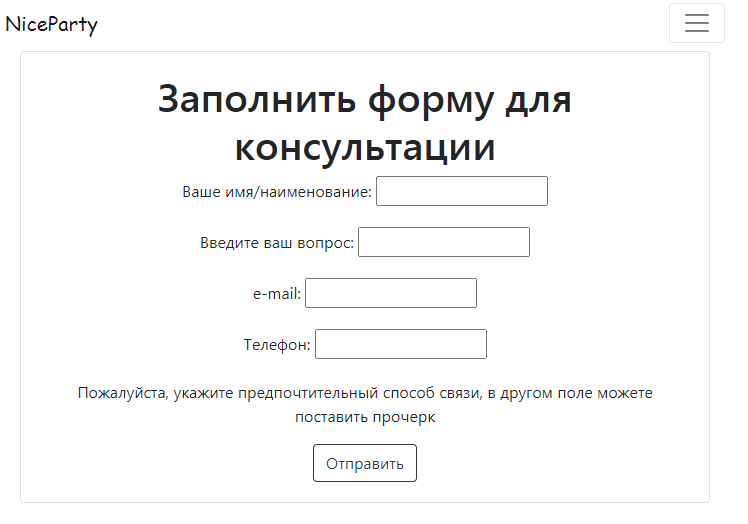 NiceParty
Заполнить форму для
консультации
Ваше имя/наименование:
Введите ваш вопрос:
e-mail:
Телефон:
Пожалуйста, укажите предпочтительный способ связи, в другом поле можете
поставить прочерк
Отправить